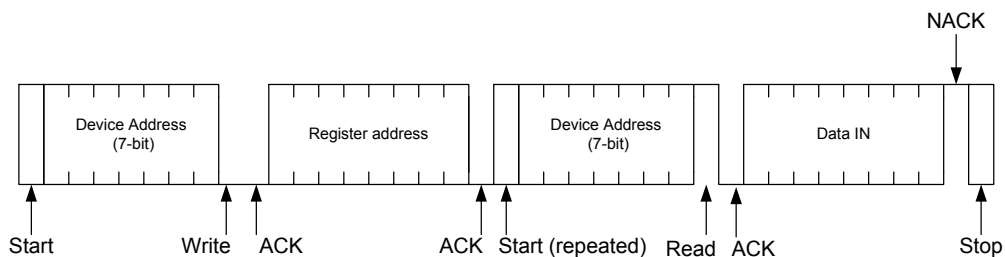 NACK
Device Address
(7-bit)
Register address
Device Address
(7-bit)
Data IN
Start
Write
ACK
ACK
Start (repeated)
Read
ACK
Stop